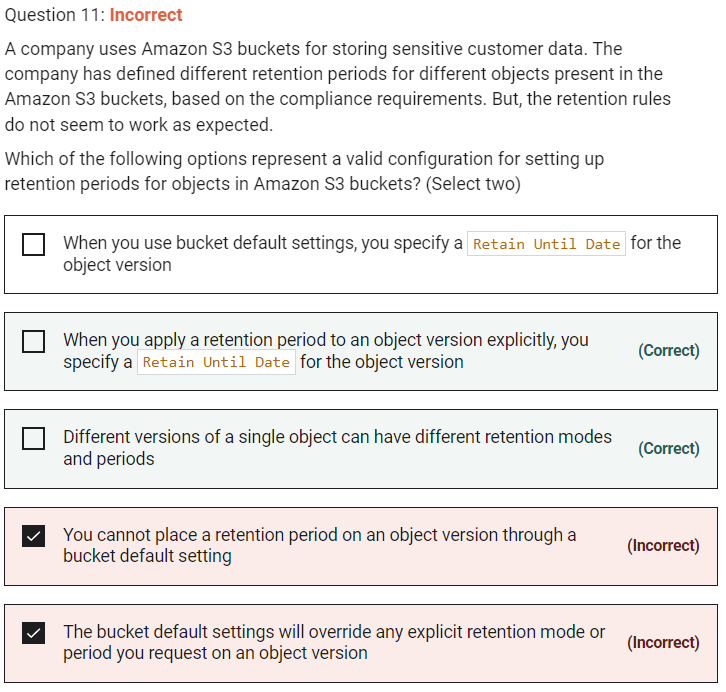 Question 11: Incorrect
A company uses Amazon S3 buckets for storing sensitive customer data. The
company has defined different retention periods for different objects present in the
Amazon S3 buckets, based on the compliance requirements. But, the retention rules
do not seem to work as expected.
Which of the following options represent a valid configuration for setting up
retention periods for objects in Amazon S3 buckets? (Select two)
When you use bucket default settings, you specify a Retain Until Date for the
object version
When you apply a retention period to an object version explicitly, you
specify a Retain Until Date for the object version
(Correct)
Different versions of a single object can have different retention modes
and periods
(Correct)
You cannot place a retention period on an object version through a
bucket default setting
(Incorrect)
The bucket default settings will override any explicit retention mode or
period you request on an object version
(Incorrect)